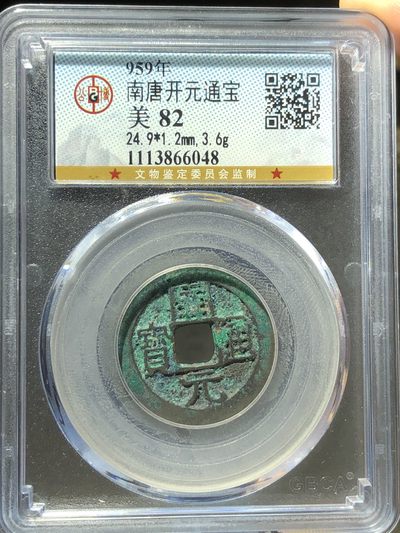 959年
南唐开元通宝
美 82
24.9*1.2mm,3.6g
1113866048
★ 文物鉴定委员会监制 ★
開
寶 通
元
GBCA®